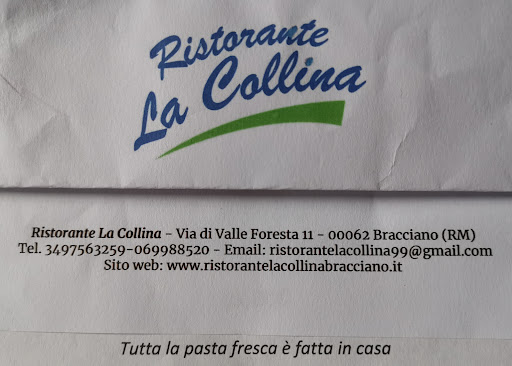 Ristorante
La Collina
Ristorante La Collina - Via di Valle Foresta 11 - 00062 Bracciano (RM)
Tel. 3497563259-069988520 - Email: ristorantelacollina99@gmail.com
Sito web: www.ristorantelacollinabracciano.it
Tutta la pasta fresca è fatta in casa